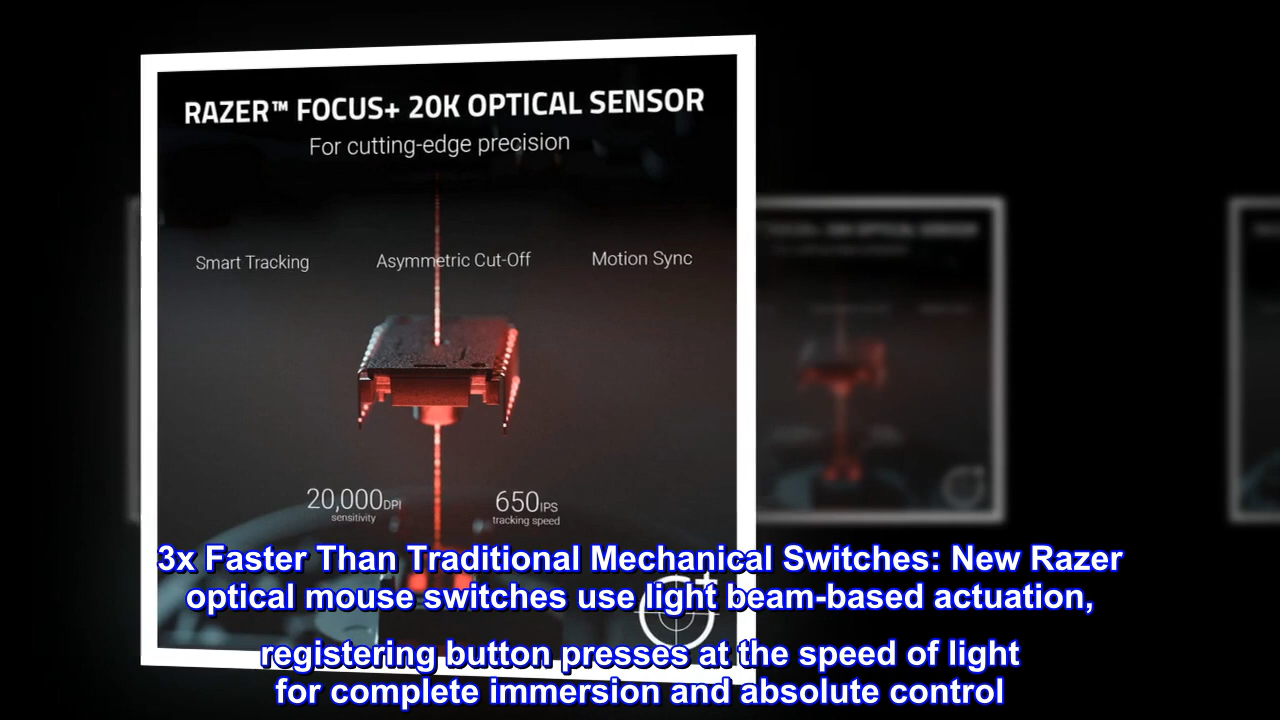 RAZER™ FOCUS+ 20K OPTICAL SENSOR
For cutting-edge precision
Smart Tracking
Asymmetric Cut-Off
Motion Sync
20,000DPI
sensitivity
650IPS
tracking speed
3x Faster Than Traditional Mechanical Switches: New Razer
optical mouse switches use light beam-based actuation,
registering button presses at the speed of light
for complete immersion and absolute control